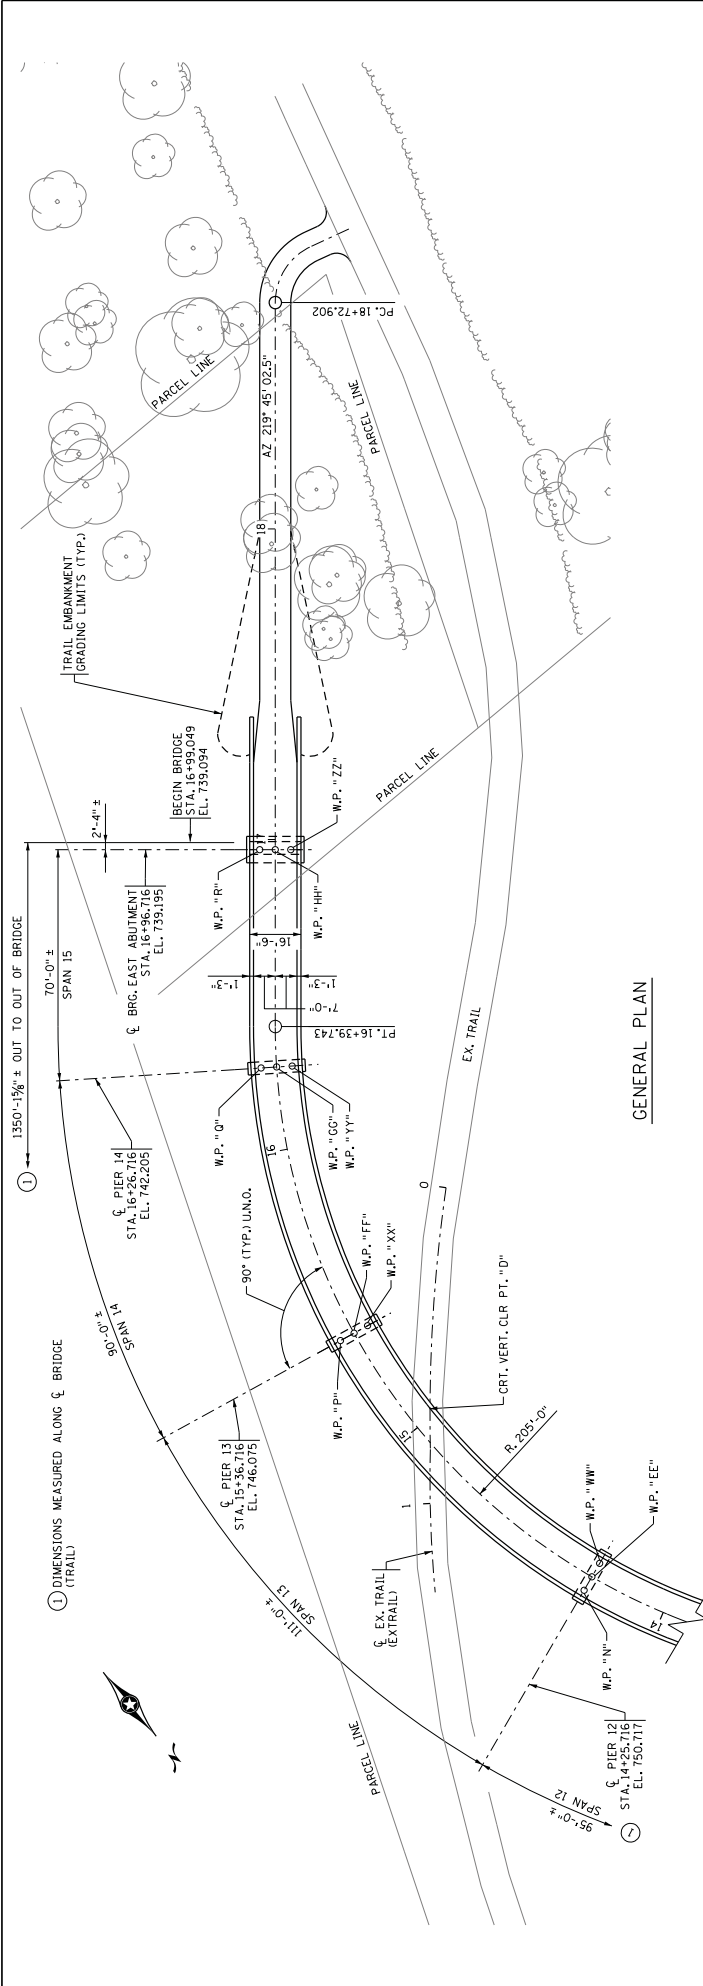 1350'-1⅝" ± OUT TO OUT OF BRIDGE
1
70'-0" ±
SPAN 15
2'-4" ±
BEGIN BRIDGE
STA. 16+99.049
EL. 739.094
℄ BRG. EAST ABUTMENT
STA. 16+96.716
EL. 739.195
℄ PIER 14
STA. 16+26.716
EL. 742.205
90'-0" ±
SPAN 14
1 DIMENSIONS MEASURED ALONG ℄ BRIDGE
(TRAIL)
℄ PIER 13
STA. 15+36.716
EL. 746.075
111'-0" ±
SPAN 13
℄ PIER 12
STA. 14+25.716
EL. 750.717
95'-0" ±
SPAN 12
1
TRAIL EMBANKMENT
GRADING LIMITS (TYP.)
PARCEL LINE
PARCEL LINE
PARCEL LINE
PARCEL LINE
AZ 219° 45' 02.5"
PC. 18+72.902
18
17
W.P. "R"
W.P. "ZZ"
W.P. "HH"
16'-6"
1'-3"
1'-3"
7'-0"
PT. 16+39.743
W.P. "Q"
W.P. "GG"
W.P. "YY"
16
90° (TYP.) U.N.O.
W.P. "FF"
W.P. "XX"
W.P. "P"
15
EX. TRAIL
0
1
CRT. VERT. CLR PT. "D"
R. 205'-0"
℄ EX. TRAIL
(EXTRAIL)
W.P. "WW"
W.P. "EE"
W.P. "N"
14
N
GENERAL PLAN